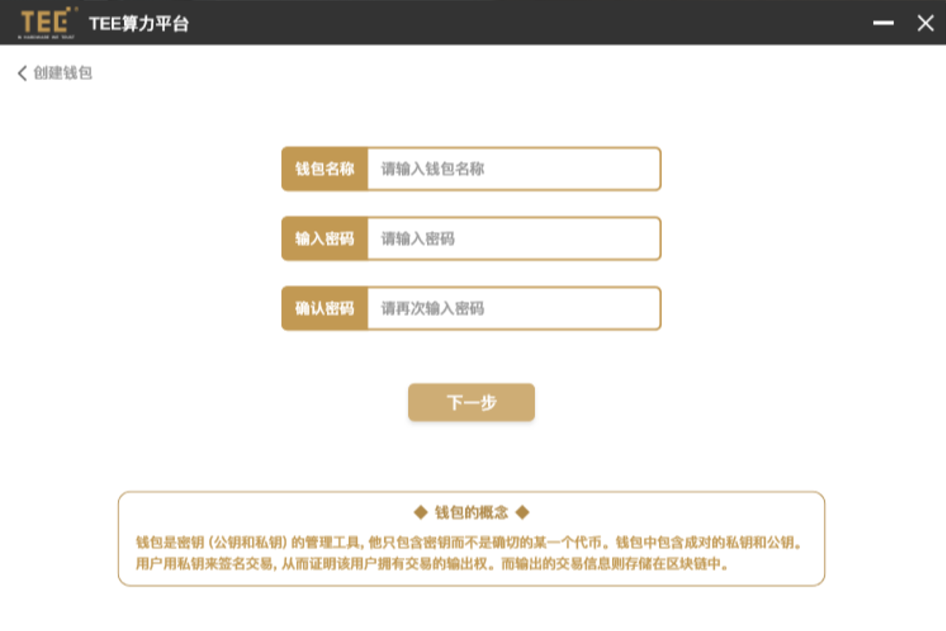 TEE
TEE算力平台
创建钱包
钱包名称 请输入钱包名称
输入密码 请输入密码
确认密码 请再次输入密码
下一步
钱包的概念
钱包是密钥（公钥和私钥）的管理工具，他只包含密钥而不是确切的某一个代币。钱包中包含成对的私钥和公钥。
用户用私钥来签名交易，从而证明该用户拥有交易的输出权。而输出的交易信息则存储在区块链中。